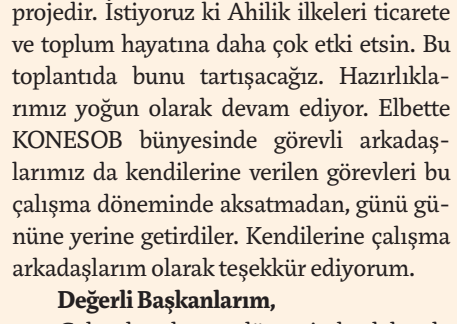 projedir. İstiyoruz ki Ahilik ilkeleri ticarete
ve toplum hayatına daha çok etki etsin. Bu
toplantıda bunu tartışacağız. Hazırlıkla-
rımız yoğun olarak devam ediyor. Elbette
KONESOB bünyesinde görevli arkadaş-
larımız da kendilerine verilen görevleri bu
çalışma döneminde aksatmadan, günü gü-
nüne yerine getirdiler. Kendilerine çalışma
arkadaşlarım olarak teşekkür ediyorum.
Değerli Başkanlarım,